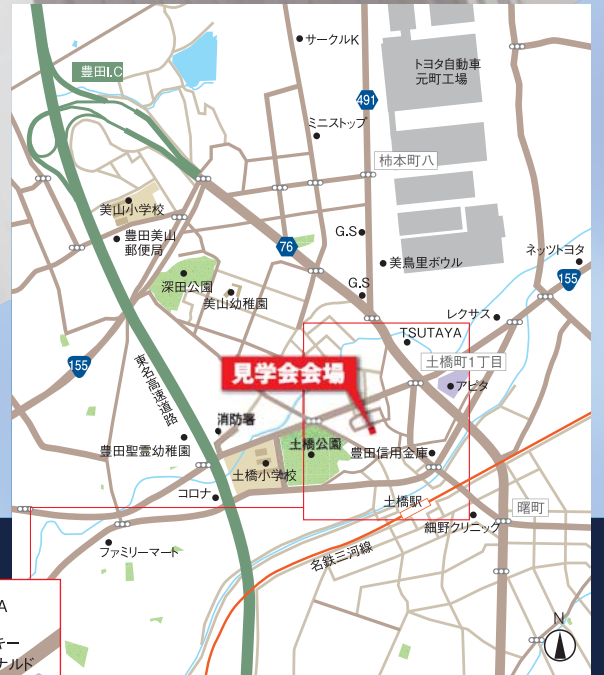 サークルK
豊田I.C
トヨタ自動車
元町工場
491
ミニストップ
柿本町八
美山小学校
豊田美山
郵便局
76
G.S
美鳥里ボウル
ネッツトヨタ
155
深田公園
美山幼稚園
G.S
レクサス
TSUTAYA
土橋町1丁目
155
東名高速道路
見学会会場
アピタ
消防署
豊田聖霊幼稚園
土橋公園
豊田信用金庫
土橋小学校
コロナ
土橋駅
曙町
細野クリニック
ファミリーマート
名鉄三河線
A
キー
ナルド
N